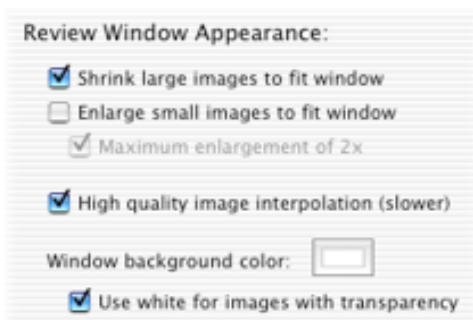 Review Window Appearance:
Shrink large images to fit window
Enlarge small images to fit window
Maximum enlargement of 2x
High quality image interpolation (slower)
Window background color:
Use white for images with transparency